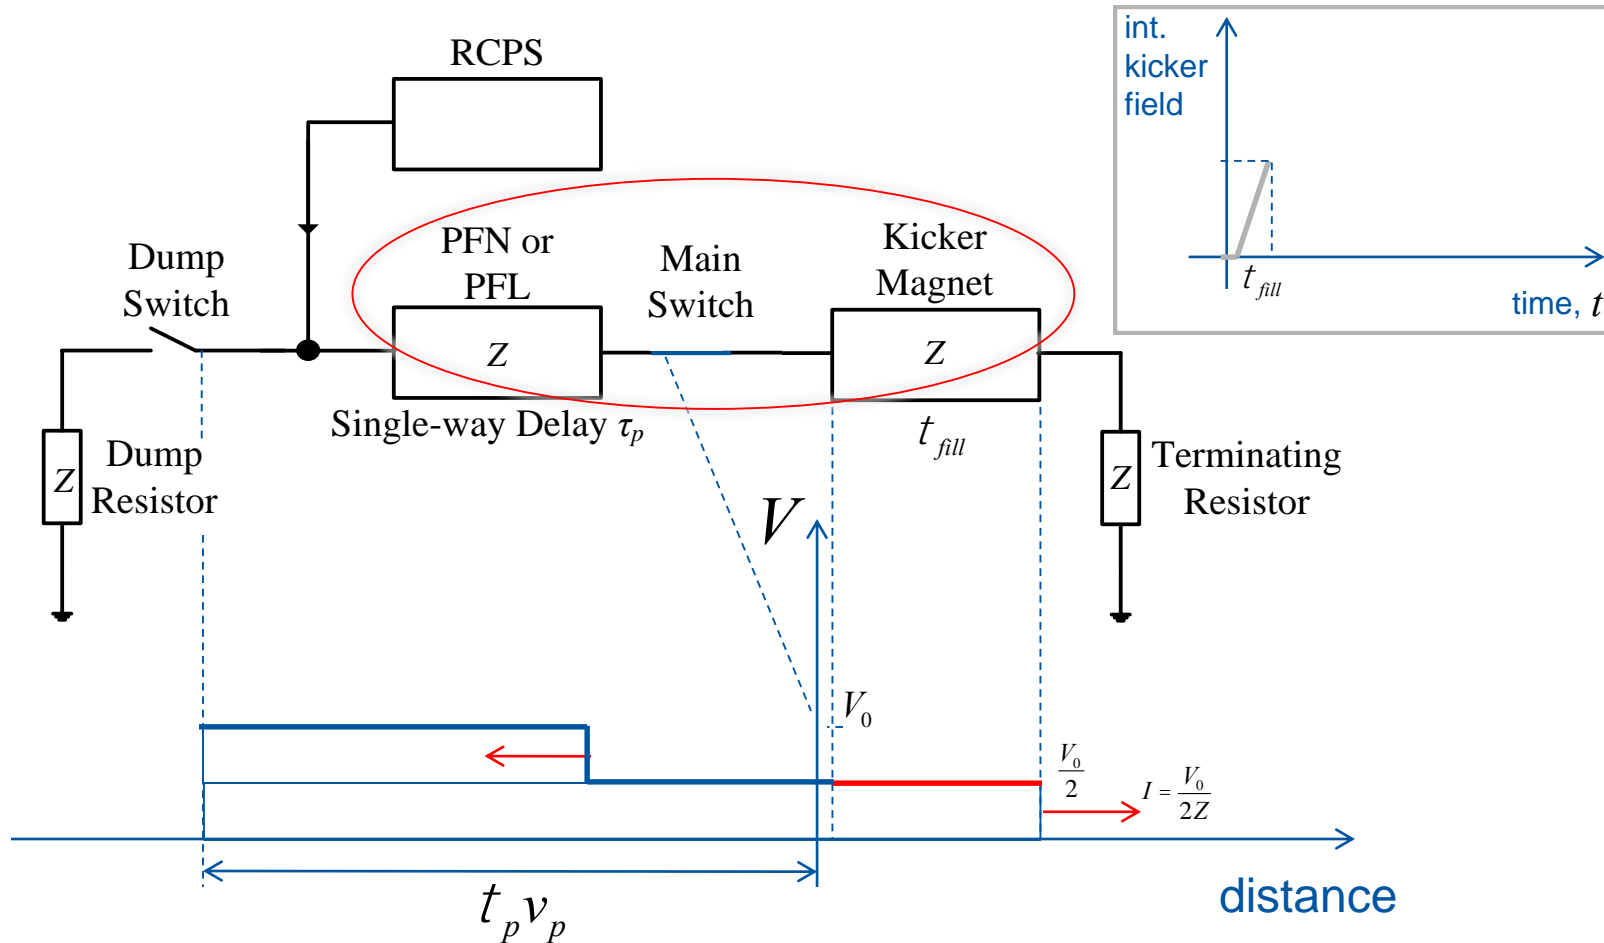 RCPS
int.
kicker
field
t fill
time, t
Dump
Switch
PFN or
PFL
Main
Switch
Kicker
Magnet
Z
Z
Single-way Delay τp
t fill
Z
Dump
Resistor
Z
Terminating
Resistor
V
V0
V0/2
I = V0/2Z
t p v p
distance